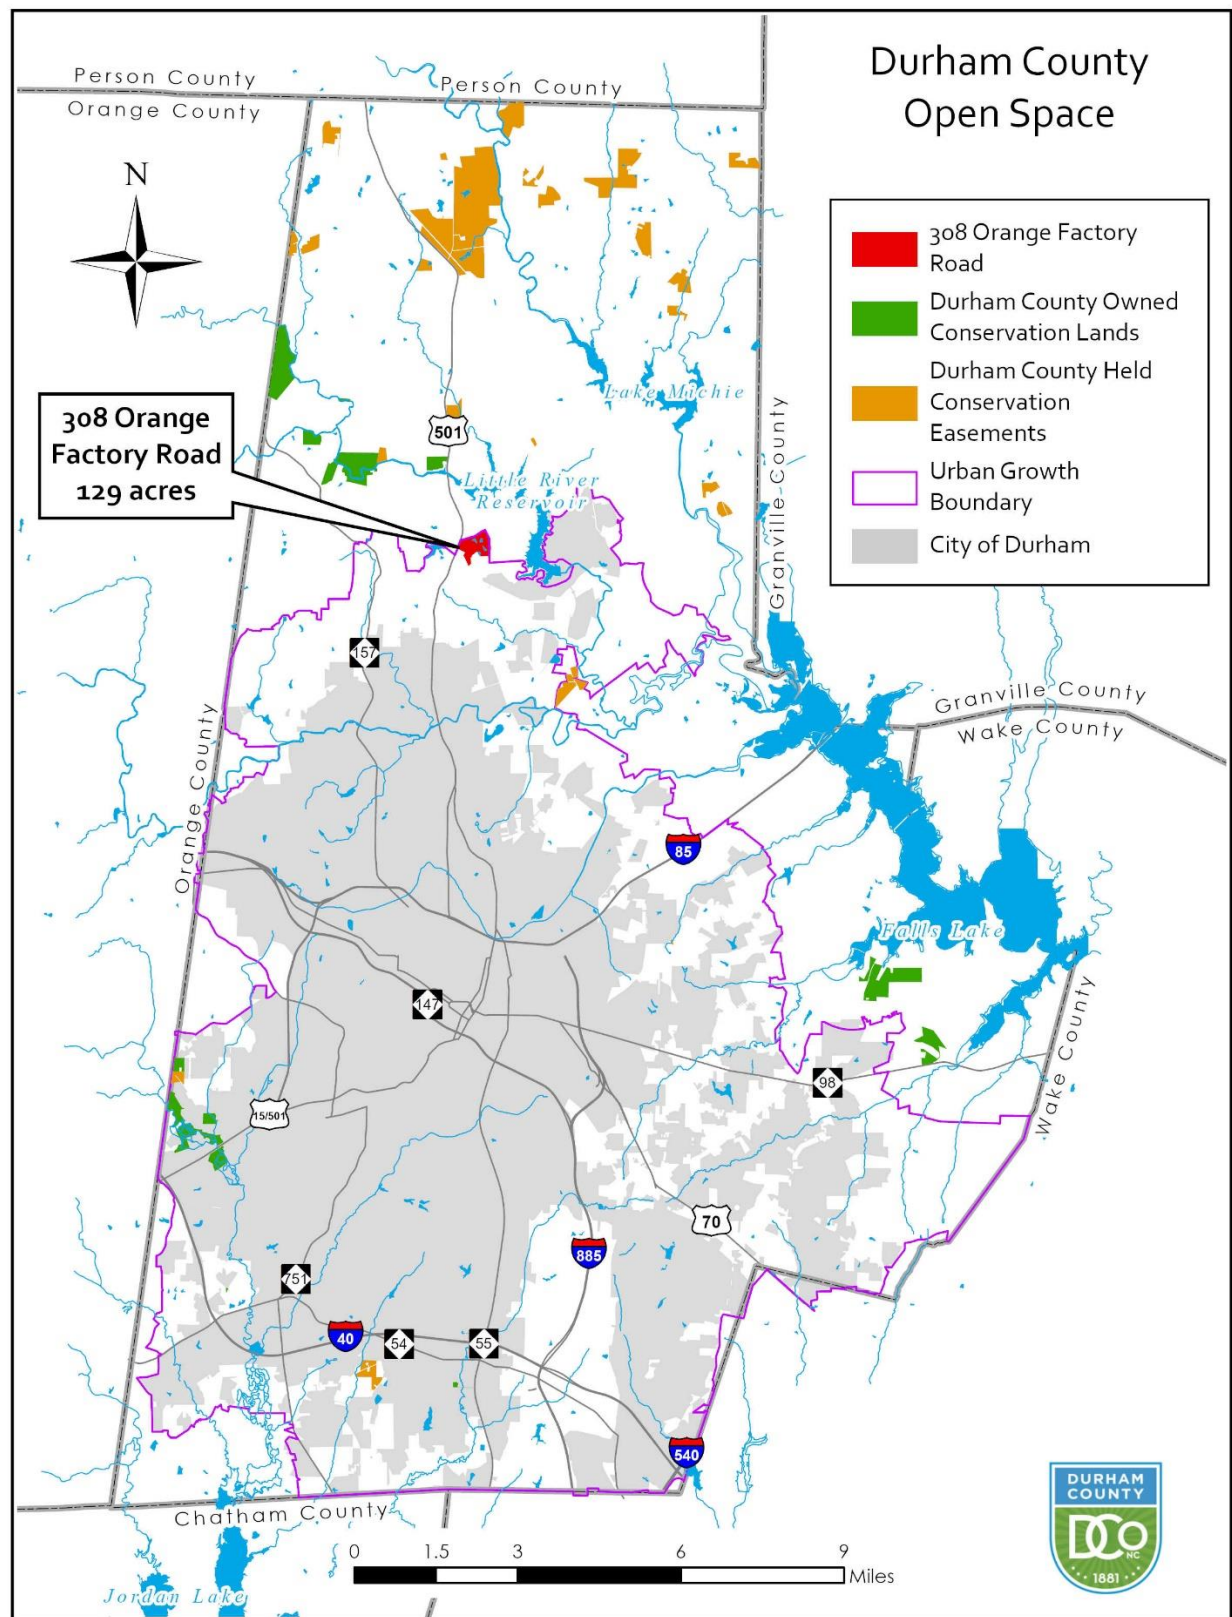 Durham County
Open Space
Person County
Person County
Orange County
N
308 Orange Factory
Road
Durham County Owned
Conservation Lands
Durham County Held
Conservation
Easements
Urban Growth
Boundary
City of Durham
308 Orange
Factory Road
129 acres
Lake Michie
501
Little River
Reservoir
Granville County
157
Granville County
Wake County
Orange County
85
Falls Lake
147
98
Wake County
15/501
70
885
751
40
54
55
540
Chatham County
Jordan Lake
0
1.5
3
6
9
Miles
DURHAM
COUNTY
DCo
NC
1881